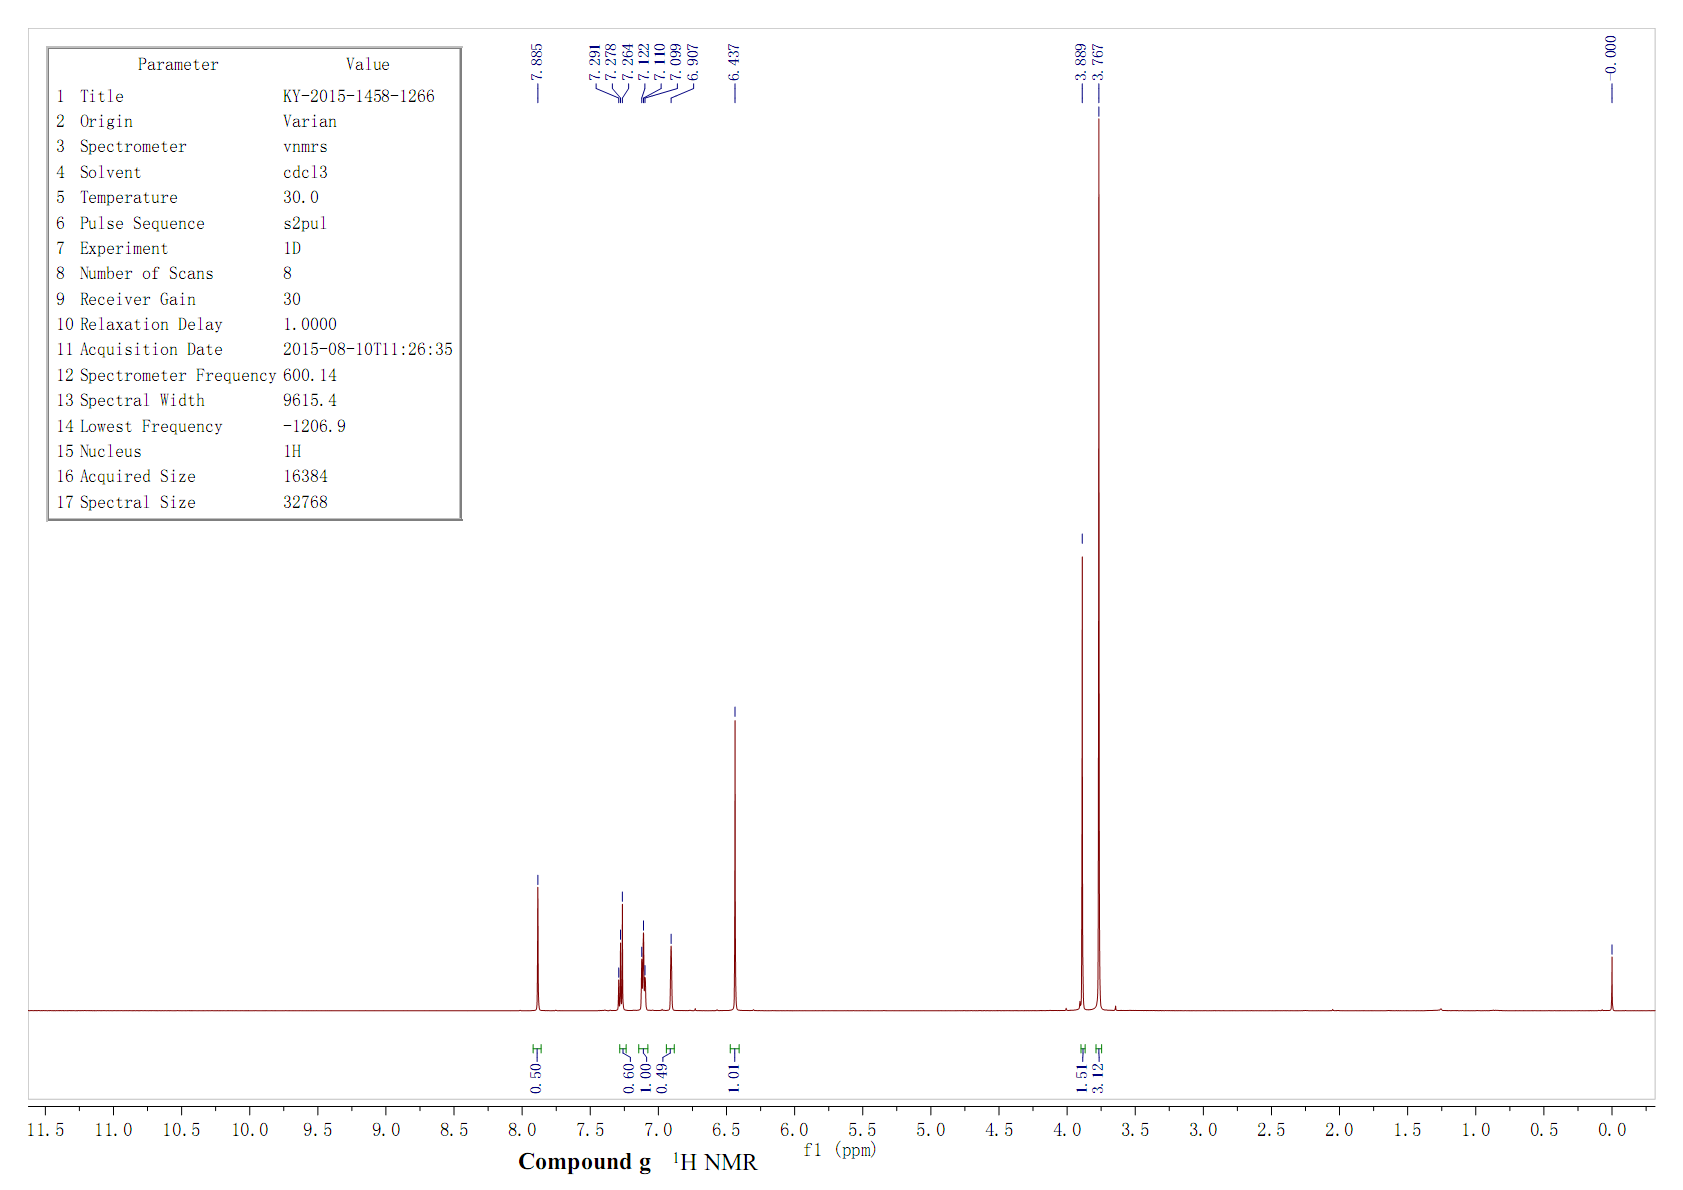 7.885
7.291
7.278
7.264
7.122
7.110
7.099
6.907
6.437
3.889
3.767
-0.000
Parameter Value
1 Title KY-2015-1458-1266
2 Origin Varian
3 Spectrometer vnmrs
4 Solvent cdcl3
5 Temperature 30.0
6 Pulse Sequence s2pul
7 Experiment 1D
8 Number of Scans 8
9 Receiver Gain 30
10 Relaxation Delay 1.0000
11 Acquisition Date 2015-08-10T11:26:35
12 Spectrometer Frequency 600.14
13 Spectral Width 9615.4
14 Lowest Frequency -1206.9
15 Nucleus 1H
16 Acquired Size 16384
17 Spectral Size 32768
0.50
0.60
1.00
0.49
1.01
1.51
3.12
11.5 11.0 10.5 10.0 9.5 9.0 8.5 8.0 7.5 7.0 6.5 6.0 5.5 5.0 4.5 4.0 3.5 3.0 2.5 2.0 1.5 1.0 0.5 0.0
f1 (ppm)
Compound g ¹H NMR